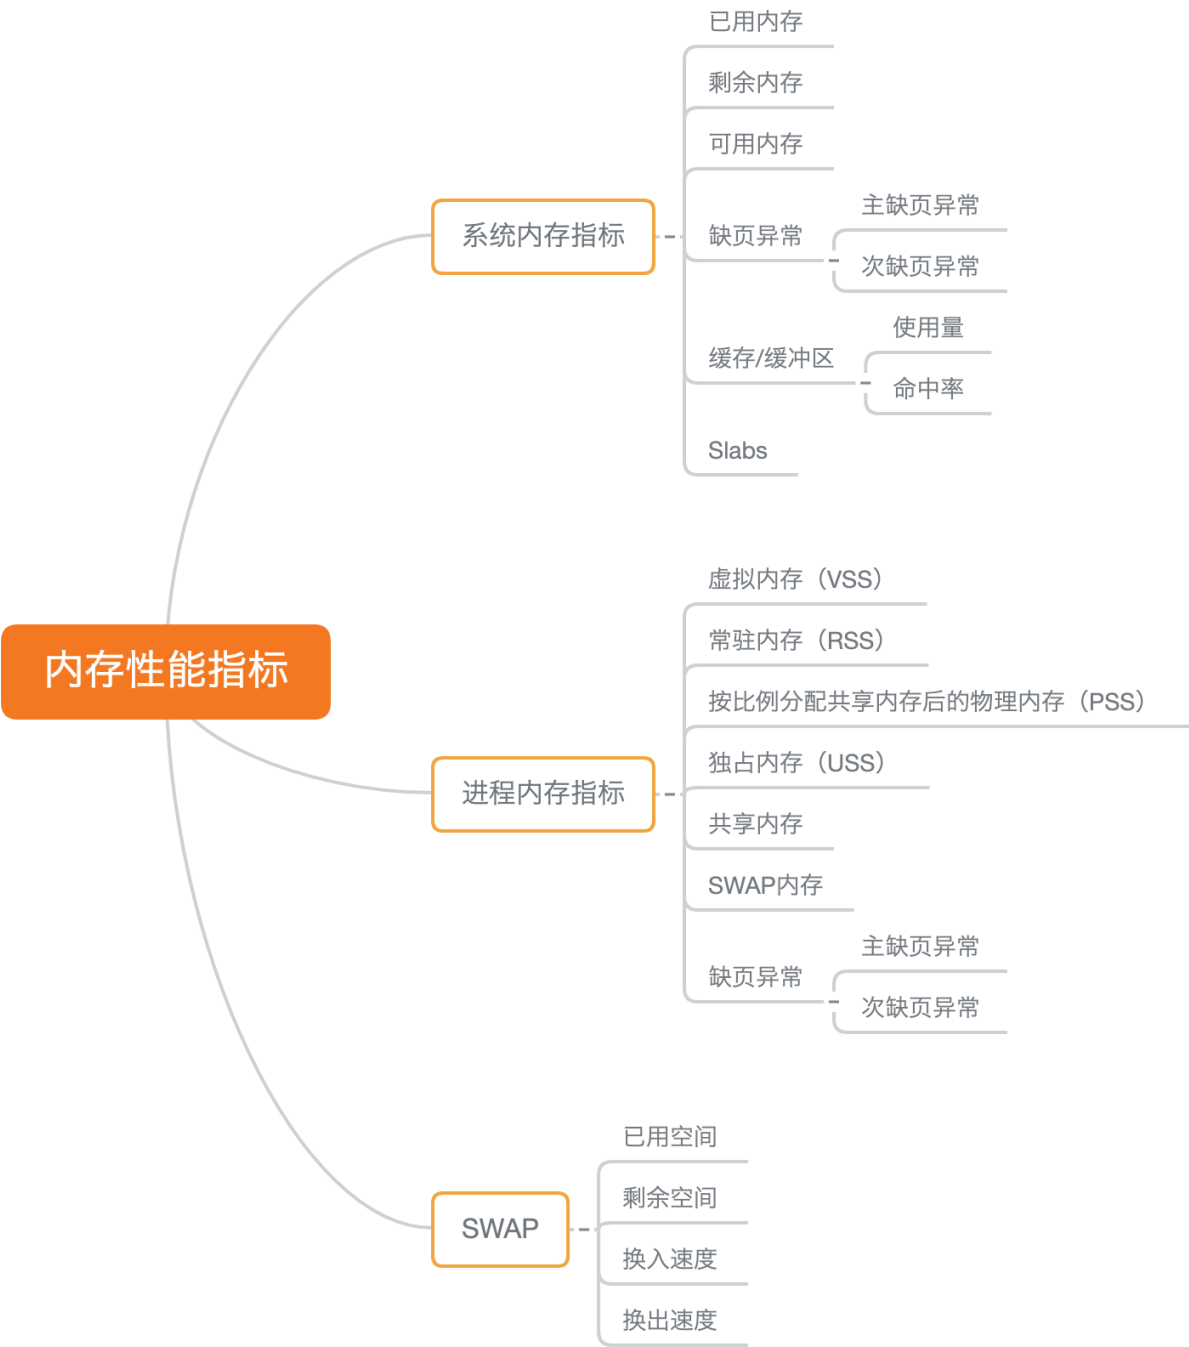 内存性能指标
系统内存指标
已用内存
剩余内存
可用内存
缺页异常
主缺页异常
次缺页异常
缓存/缓冲区
使用量
命中率
Slabs
进程内存指标
虚拟内存（VSS）
常驻内存（RSS）
按比例分配共享内存后的物理内存（PSS）
独占内存（USS）
共享内存
SWAP内存
缺页异常
主缺页异常
次缺页异常
SWAP
已用空间
剩余空间
换入速度
换出速度